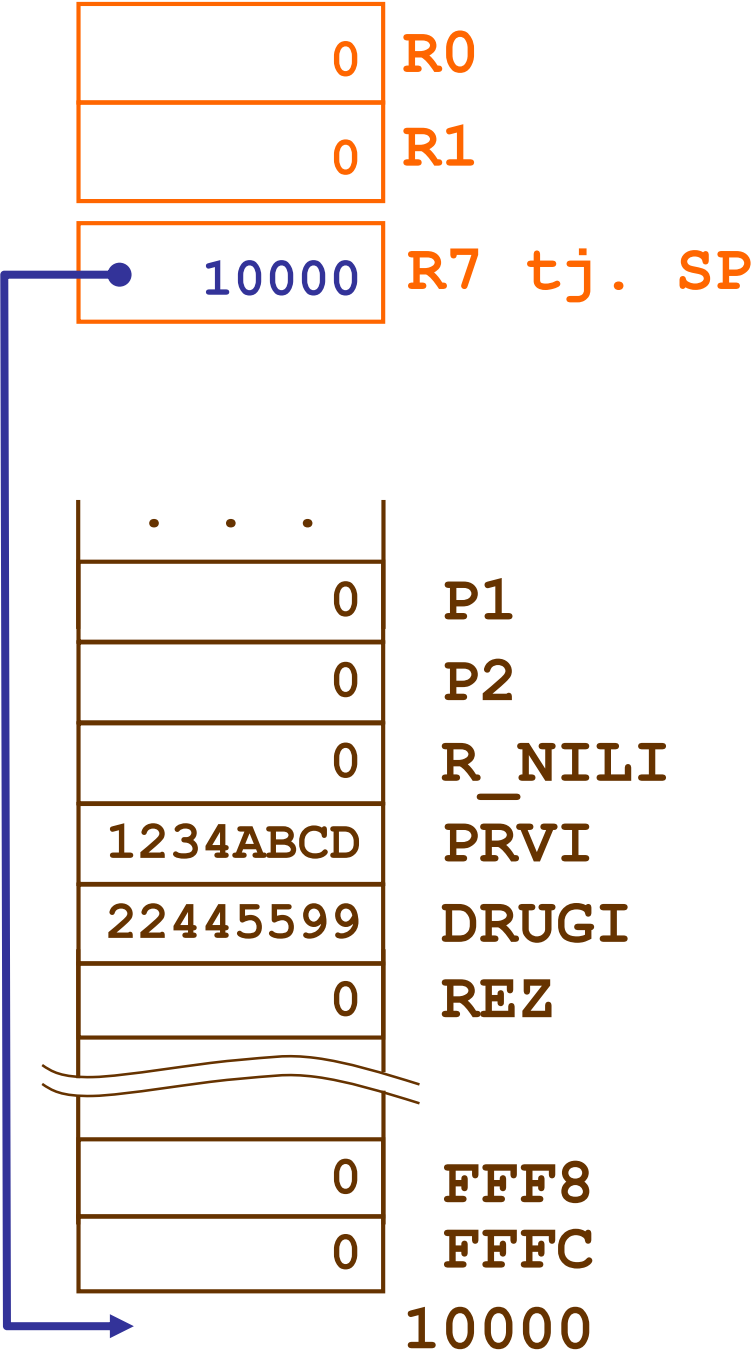 0 R0
0 R1
10000 R7 tj. SP
. . .
0 P1
0 P2
0 R_NILI
1234ABCD PRVI
22445599 DRUGI
0 REZ
0 FFF8
0 FFFC
10000